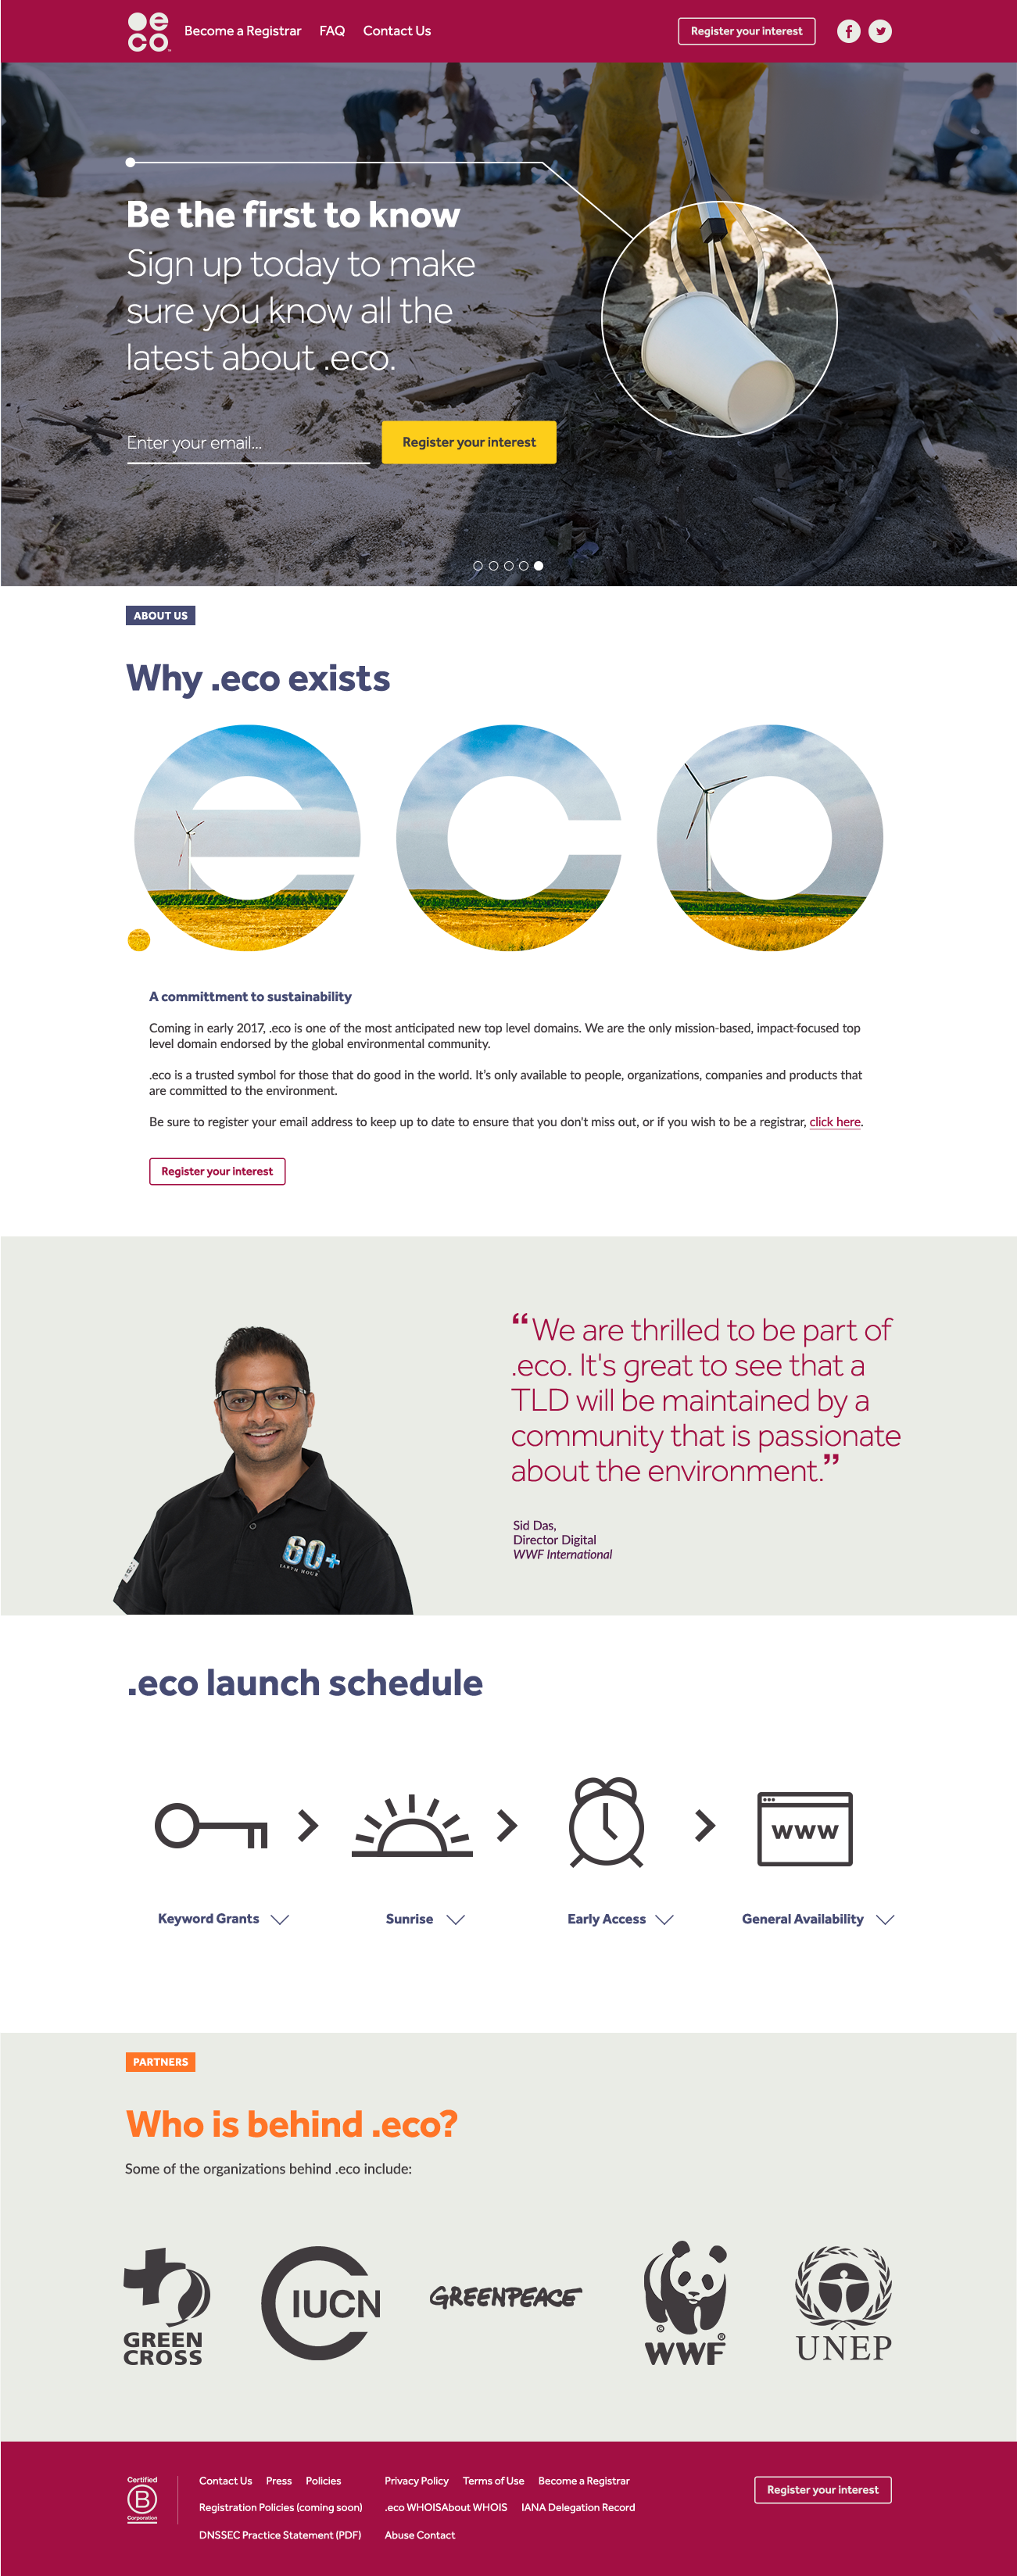 eco
Become a Registrar FAQ Contact Us Register your interest
Be the first to know
Sign up today to make
sure you know all the
latest about .eco.
Enter your email... Register your interest
ABOUT US
Why .eco exists
.eco
A committment to sustainability
Coming in early 2017, .eco is one of the most anticipated new top level domains. We are the only mission-based, impact-focused top
level domain endorsed by the global environmental community.
.eco is a trusted symbol for those that do good in the world. It's only available to people, organizations, companies and products that
are committed to the environment.
Be sure to register your email address to keep up to date to ensure that you don't miss out, or if you wish to be a registrar, click here.
Register your interest
“We are thrilled to be part of
.eco. It's great to see that a
TLD will be maintained by a
community that is passionate
about the environment.”
Sid Das,
Director Digital
WWF International
60+
EARTH HOUR
.eco launch schedule
www
Keyword Grants Sunrise Early Access General Availability
PARTNERS
Who is behind .eco?
Some of the organizations behind .eco include:
GREEN
CROSS
IUCN
GREENPEACE
©
®
WWF
UNEP
Certified
B
Corporation
Contact Us Press Policies Privacy Policy Terms of Use Become a Registrar Register your interest
Registration Policies (coming soon) .eco WHOISAbout WHOIS IANA Delegation Record
DNSSEC Practice Statement (PDF) Abuse Contact